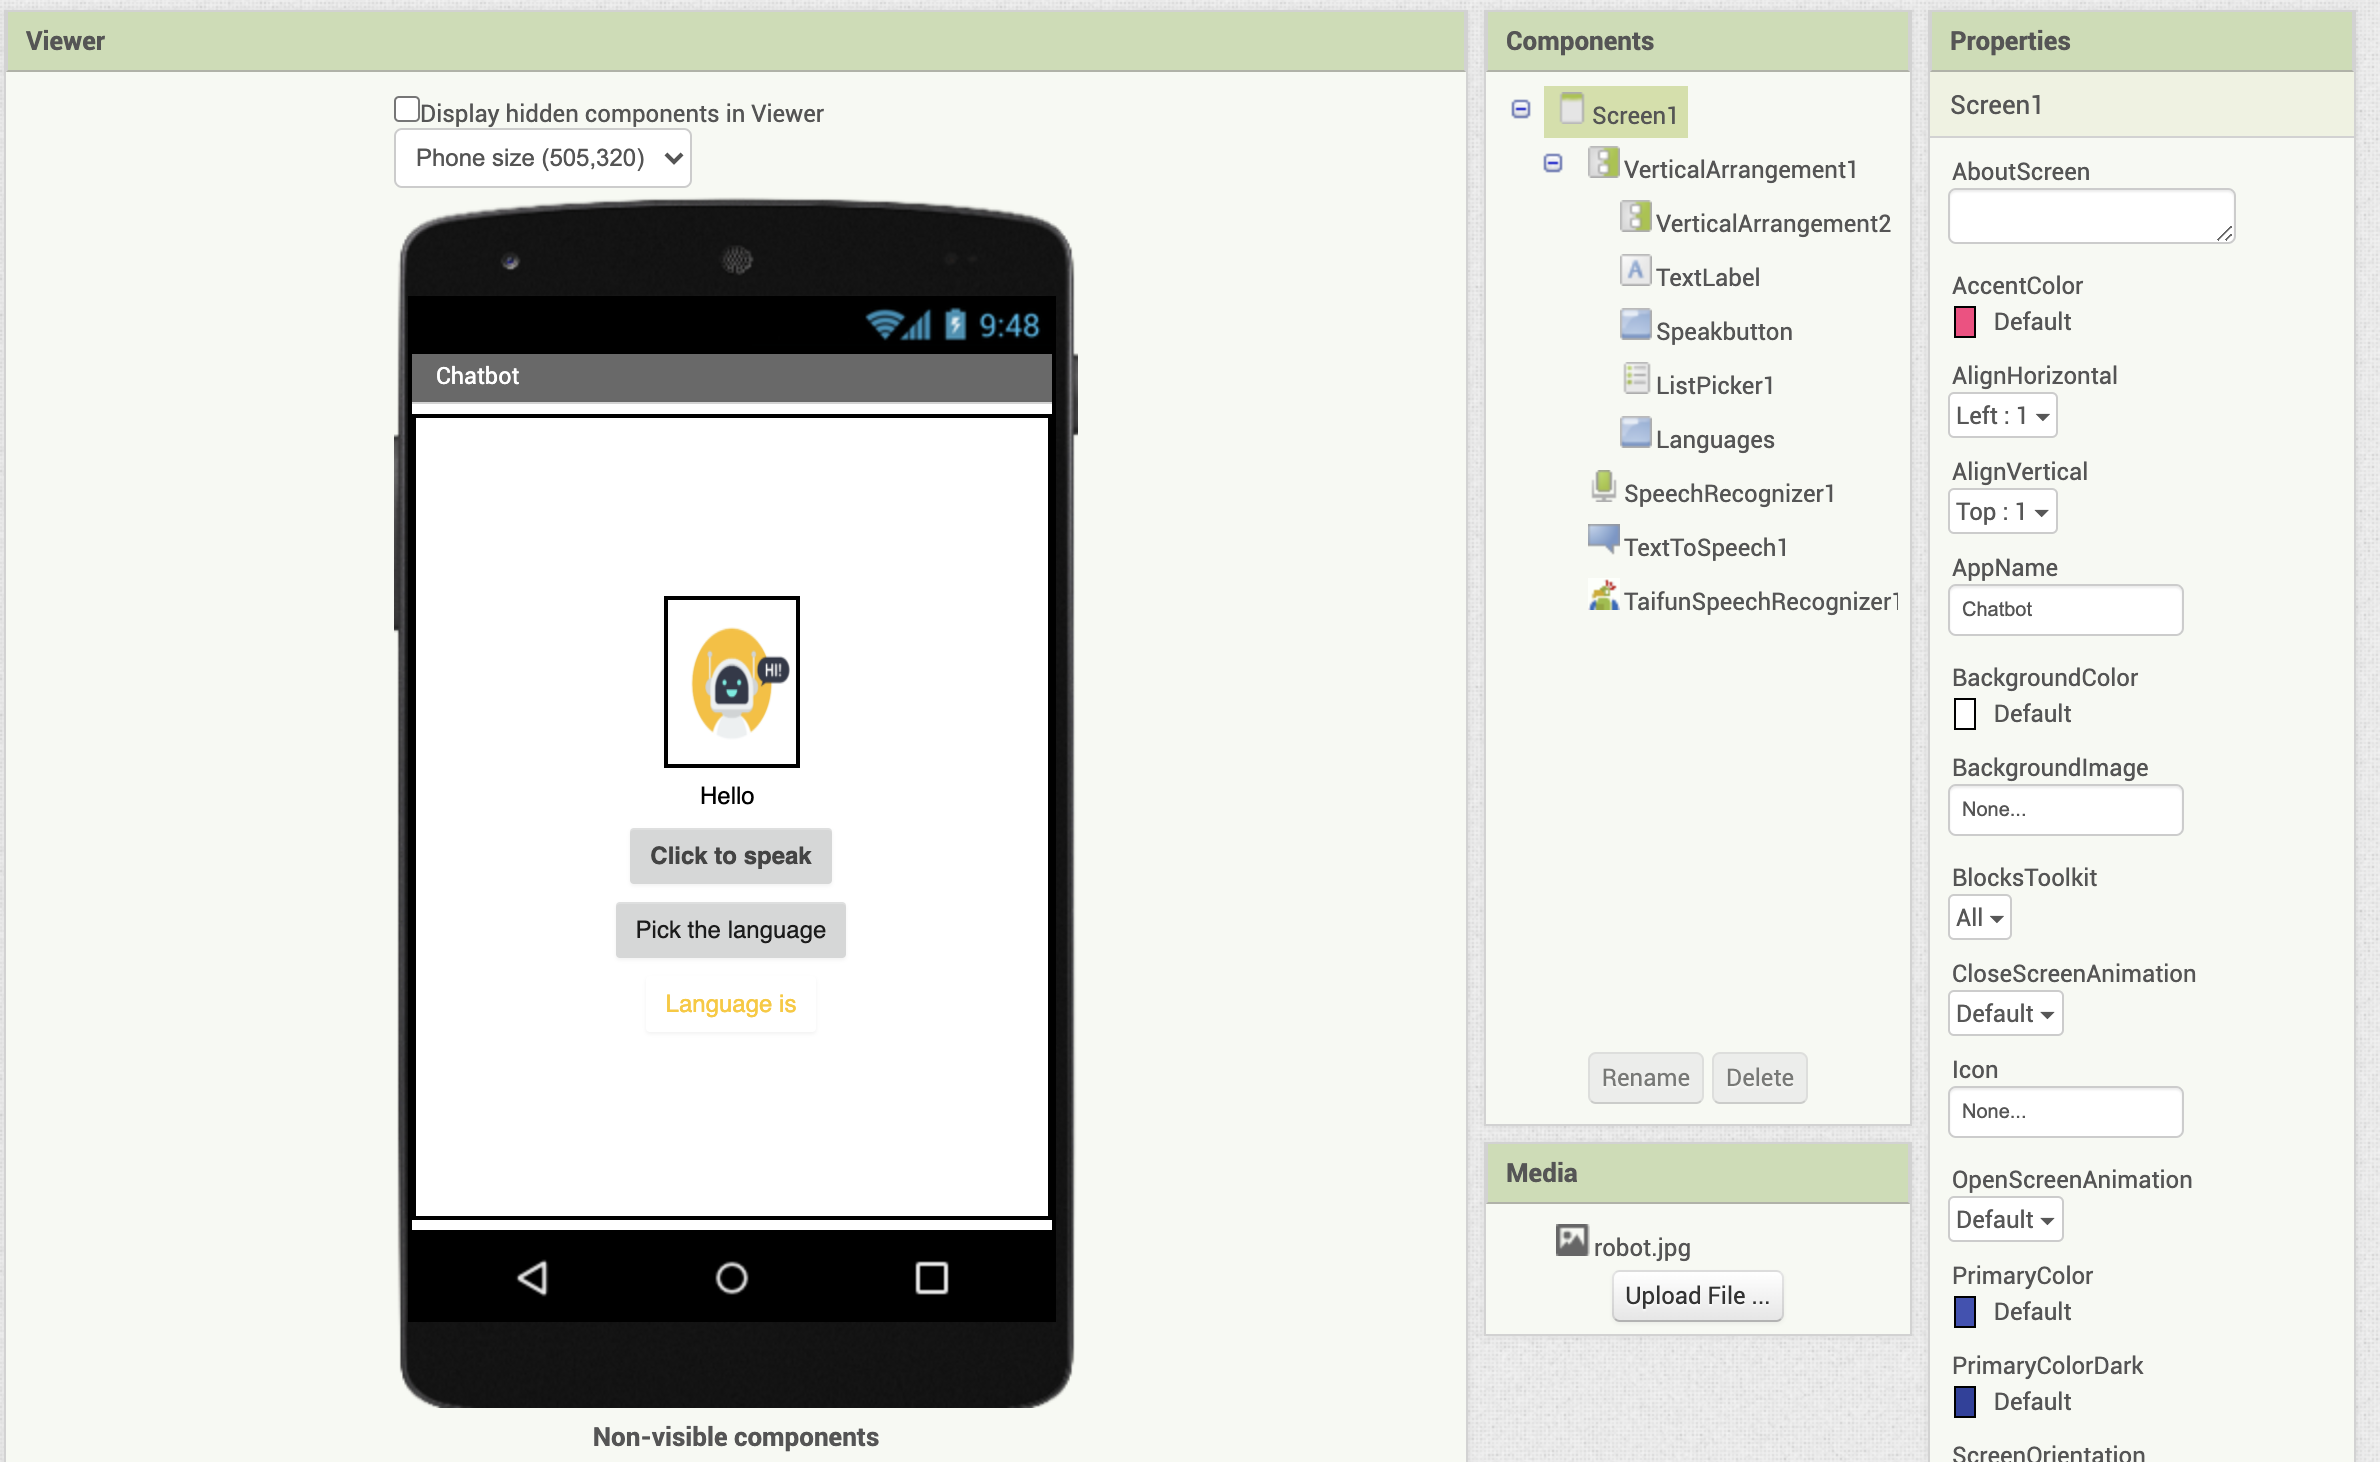 Viewer
Display hidden components in Viewer
Phone size (505,320)
9:48
Chatbot
HI!
Hello
Click to speak
Pick the language
Language is
Non-visible components
Components
Screen1
VerticalArrangement1
VerticalArrangement2
TextLabel
Speakbutton
ListPicker1
Languages
SpeechRecognizer1
TextToSpeech1
TaifunSpeechRecognizer1
Rename Delete
Media
robot.jpg
Upload File ...
Properties
Screen1
AboutScreen
AccentColor
Default
AlignHorizontal
Left : 1
AlignVertical
Top : 1
AppName
Chatbot
BackgroundColor
Default
BackgroundImage
None...
BlocksToolkit
All
CloseScreenAnimation
Default
Icon
None...
OpenScreenAnimation
Default
PrimaryColor
Default
PrimaryColorDark
Default
ScreenOrientation